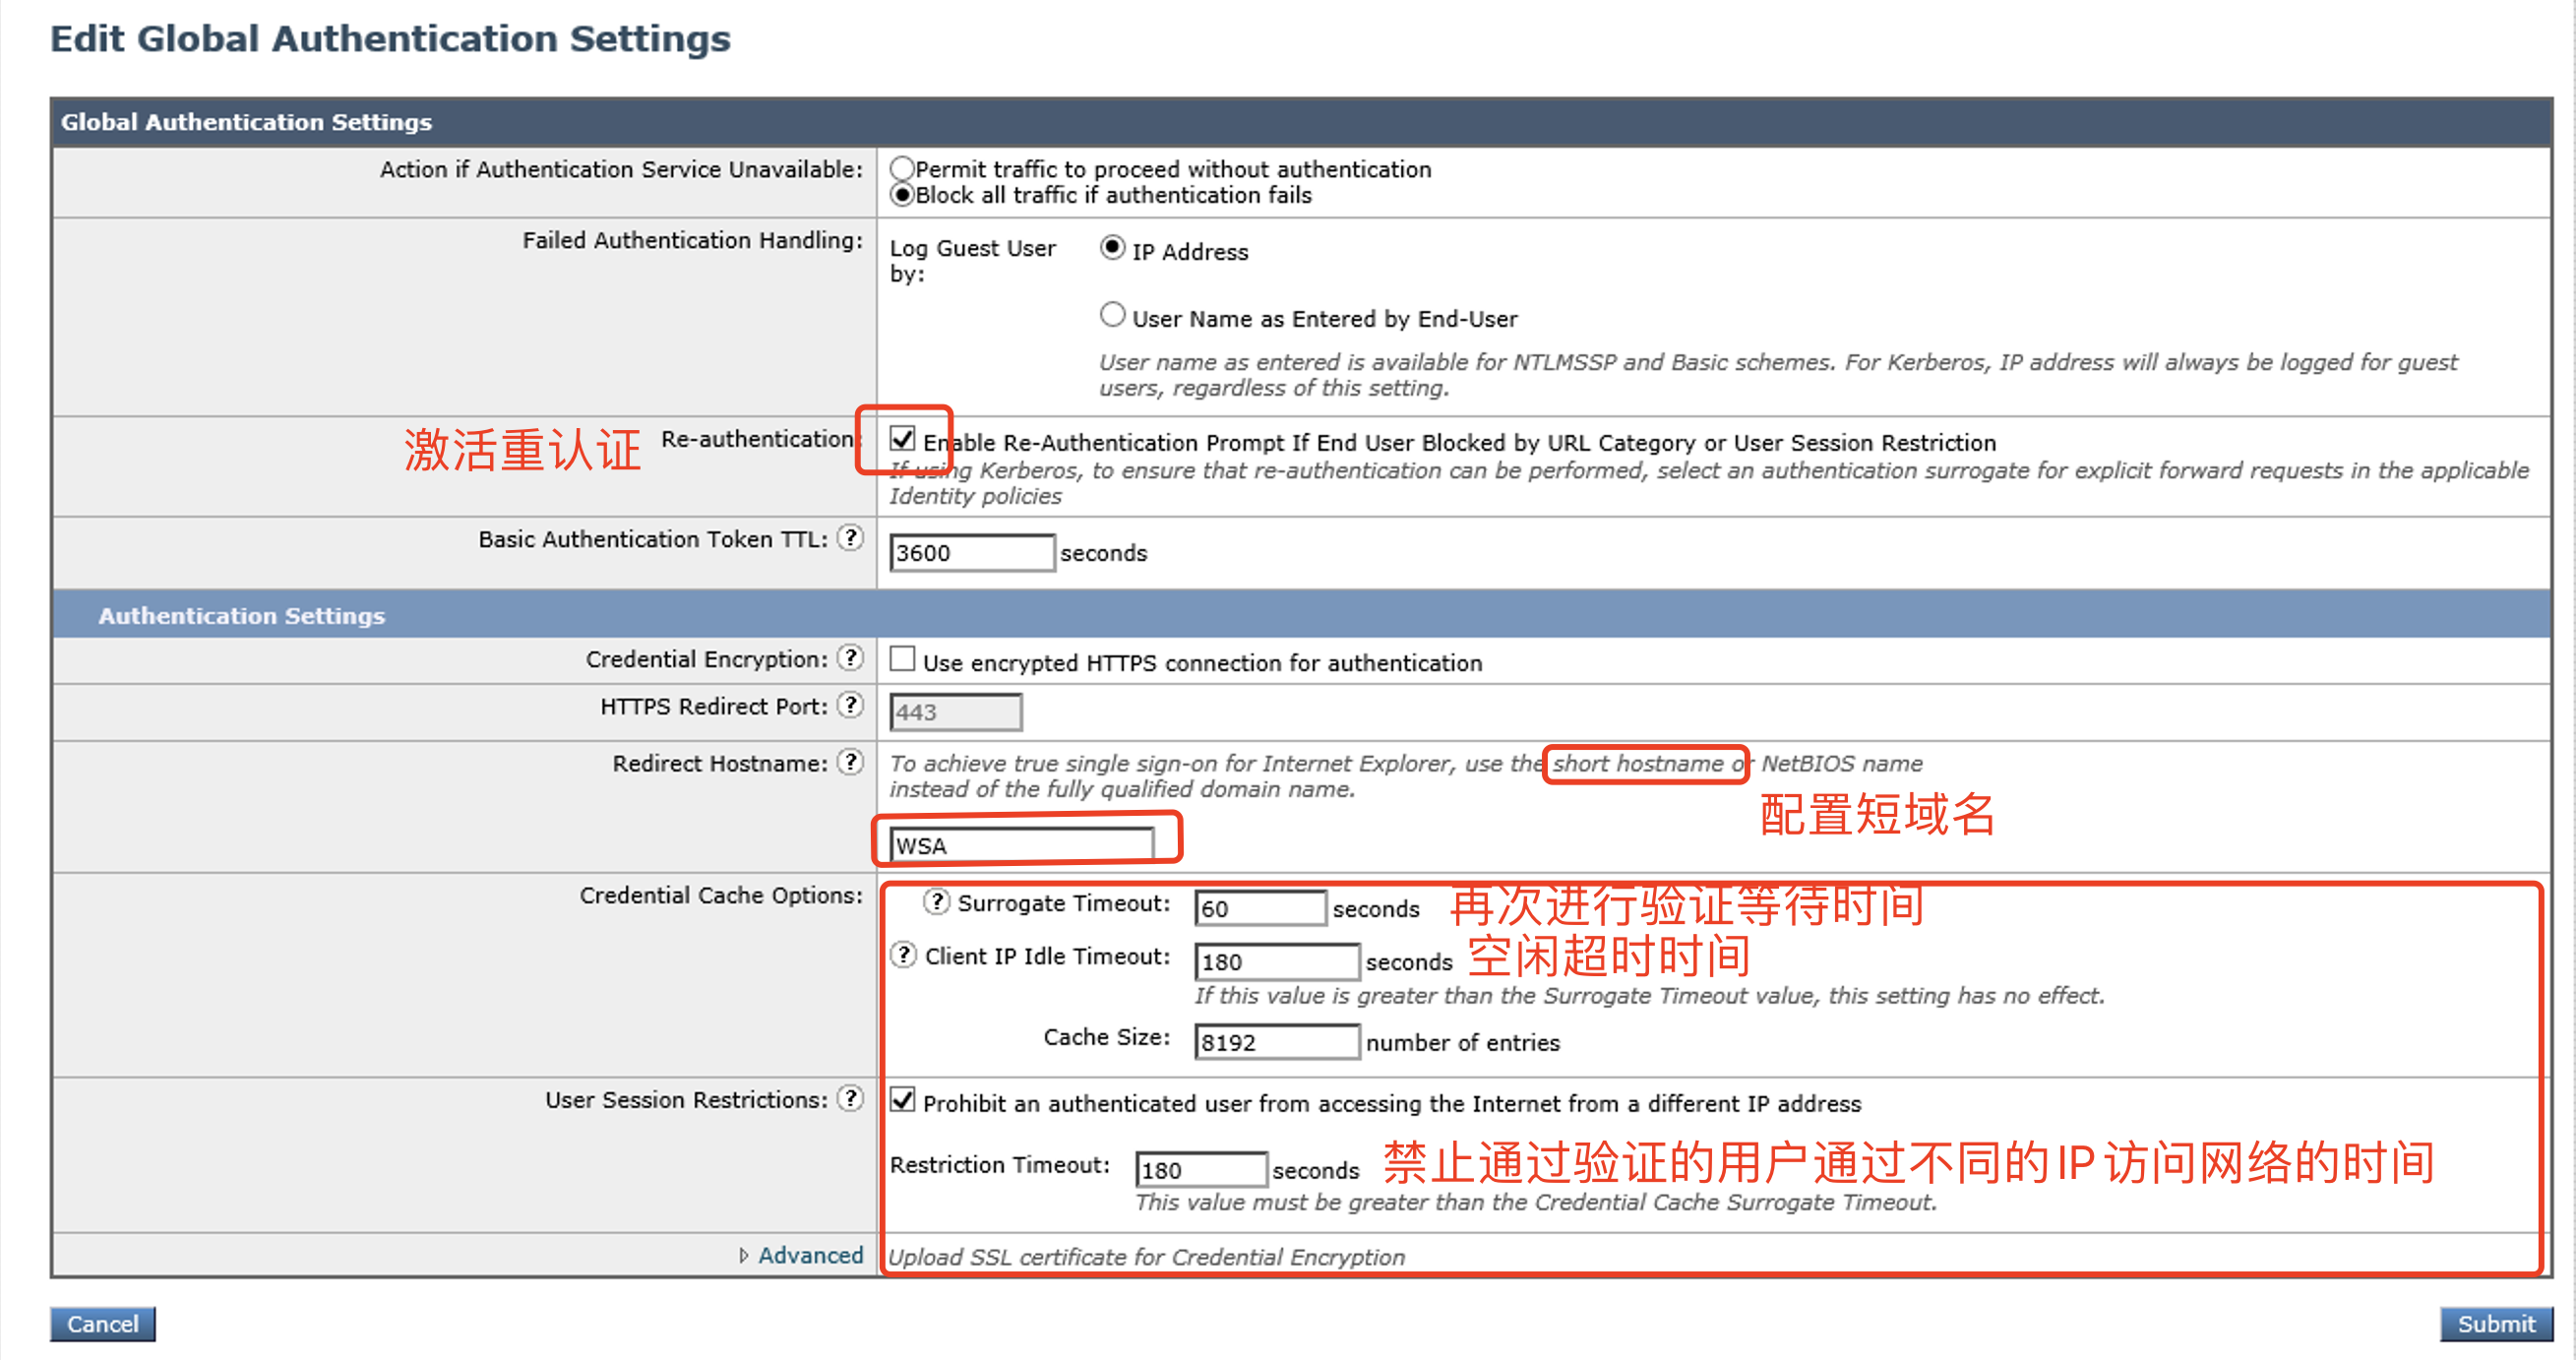 Edit Global Authentication Settings
Global Authentication Settings
Action if Authentication Service Unavailable:
Permit traffic to proceed without authentication
Block all traffic if authentication fails
Failed Authentication Handling:
Log Guest User by:
IP Address
User Name as Entered by End-User
User name as entered is available for NTLMSSP and Basic schemes. For Kerberos, IP address will always be logged for guest
users, regardless of this setting.
激活重认证
Re-authentication:
Enable Re-Authentication Prompt If End User Blocked by URL Category or User Session Restriction
If using Kerberos, to ensure that re-authentication can be performed, select an authentication surrogate for explicit forward requests in the applicable
Identity policies
Basic Authentication Token TTL: ?
3600 seconds
Authentication Settings
Credential Encryption: ?
Use encrypted HTTPS connection for authentication
HTTPS Redirect Port: ?
443
Redirect Hostname: ?
To achieve true single sign-on for Internet Explorer, use the short hostname or NetBIOS name
instead of the fully qualified domain name.
配置短域名
WSA
Credential Cache Options:
? Surrogate Timeout: 60 seconds 再次进行验证等待时间
? Client IP Idle Timeout: 180 seconds 空闲超时时间
If this value is greater than the Surrogate Timeout value, this setting has no effect.
Cache Size: 8192 number of entries
User Session Restrictions: ?
Prohibit an authenticated user from accessing the Internet from a different IP address
Restriction Timeout: 180 seconds 禁止通过验证的用户通过不同的IP访问网络的时间
This value must be greater than the Credential Cache Surrogate Timeout.
Advanced
Upload SSL certificate for Credential Encryption
Cancel
Submit